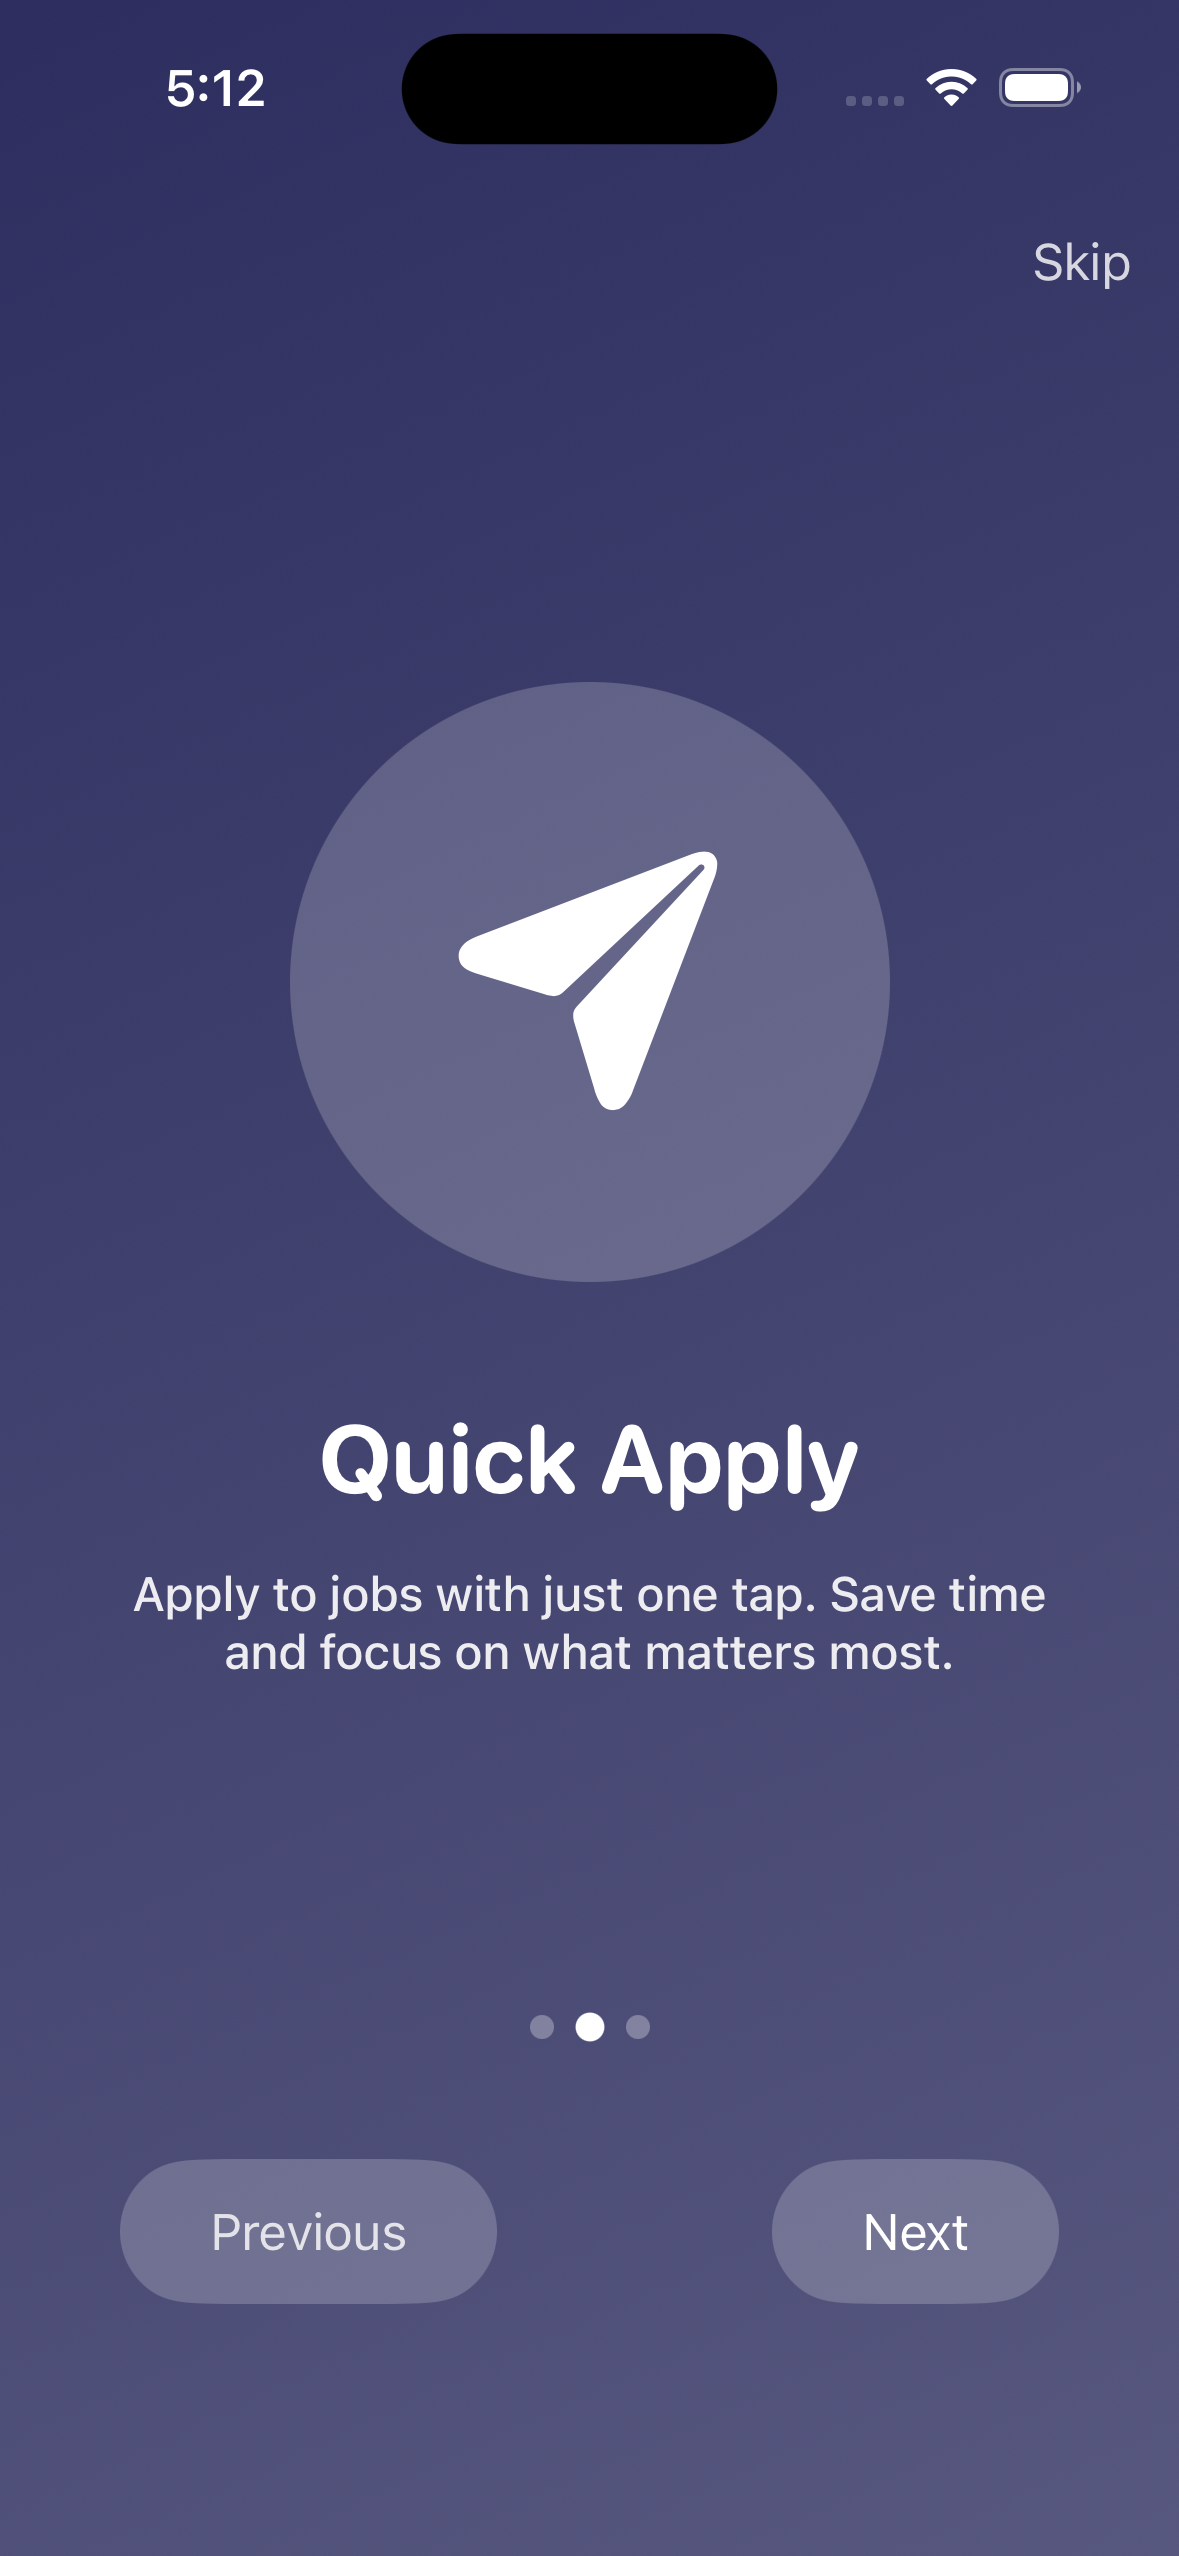 5:12
Skip
Quick Apply
Apply to jobs with just one tap. Save time
and focus on what matters most.
Previous
Next